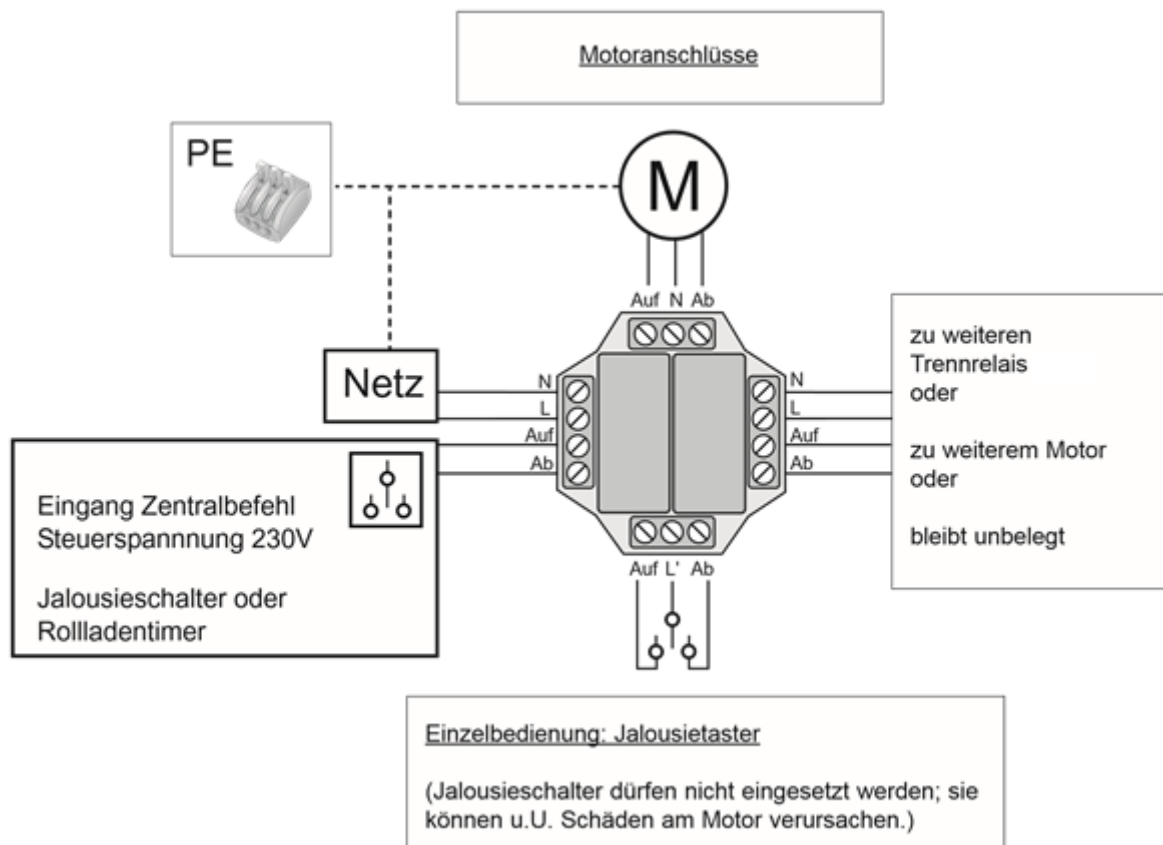 Motoranschlüsse
PE
M
Auf N Ab
Netz
N
L
Auf
Ab
N
L
Auf
Ab
zu weiteren
Trennrelais
oder
zu weiterem Motor
oder
bleibt unbelegt
Eingang Zentralbefehl
Steuerspannnung 230V
Jalousieschalter oder
Rollladentimer
Auf L' Ab
Einzelbedienung: Jalousietaster
(Jalousieschalter dürfen nicht eingesetzt werden; sie
können u.U. Schäden am Motor verursachen.)